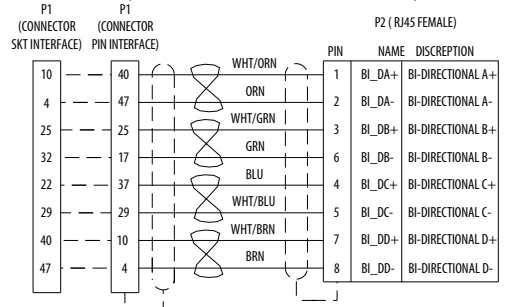 P1 P1
(CONNECTOR (CONNECTOR P2 ( RJ45 FEMALE)
SKT INTERFACE) PIN INTERFACE)
PIN NAME DISCREPTION
10 40 WHT/ORN 1 BI_DA+ BI-DIRECTIONAL A+
4 47 ORN 2 BI_DA- BI-DIRECTIONAL A-
25 25 WHT/GRN 3 BI_DB+ BI-DIRECTIONAL B+
32 17 GRN 6 BI_DB- BI-DIRECTIONAL B-
22 37 BLU 4 BI_DC+ BI-DIRECTIONAL C+
29 29 WHT/BLU 5 BI_DC- BI-DIRECTIONAL C-
40 10 WHT/BRN 7 BI_DD+ BI-DIRECTIONAL D+
47 4 BRN 8 BI_DD- BI-DIRECTIONAL D-